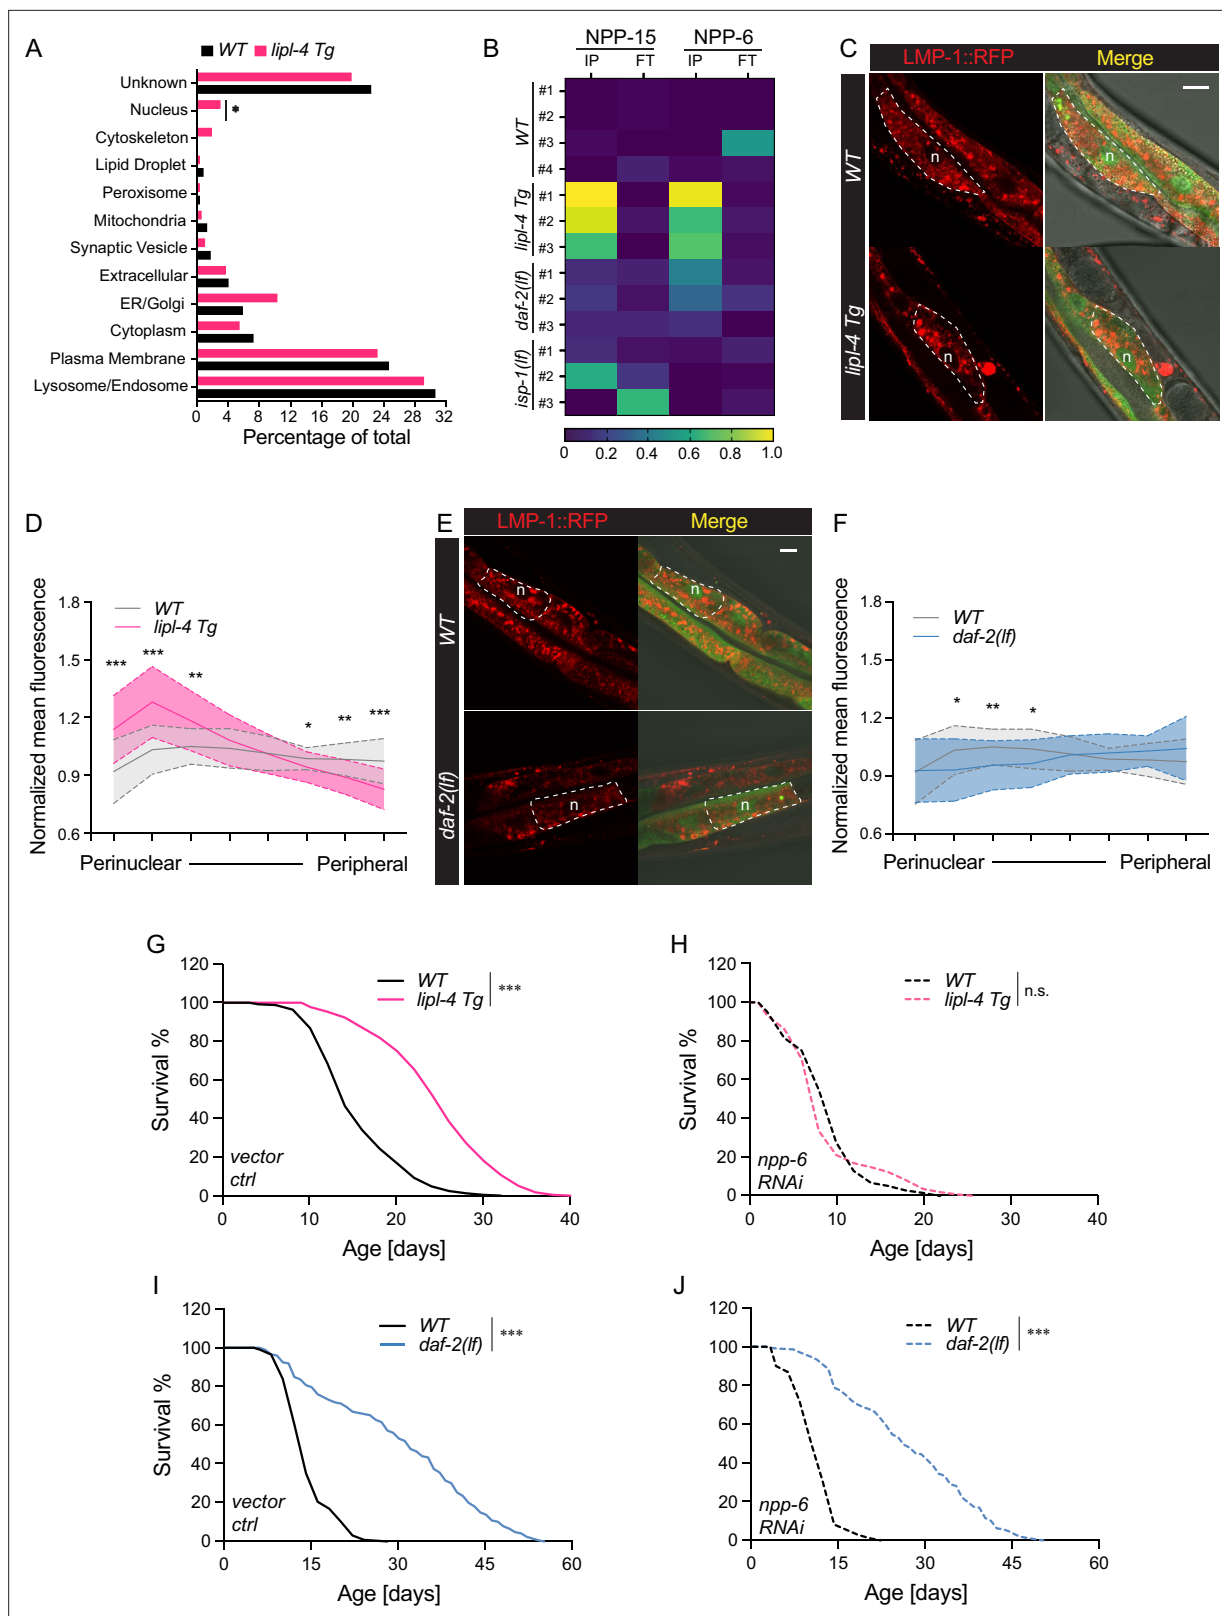 A
WT lipl-4 Tg
Unknown
Nucleus *
Cytoskeleton
Lipid Droplet
Peroxisome
Mitochondria
Synaptic Vesicle
Extracellular
ER/Golgi
Cytoplasm
Plasma Membrane
Lysosome/Endosome
0 4 8 12 16 20 24 28 32
Percentage of total
B
NPP-15 NPP-6
IP FT IP FT
WT
#1
#2
#3
#4
lipl-4 Tg
#1
#2
#3
daf-2(lf)
#1
#2
#3
isp-1(lf)
#1
#2
#3
0 0.2 0.4 0.6 0.8 1.0
C
LMP-1::RFP Merge
WT
n n
lipl-4 Tg
n n
D
Normalized mean fluorescence
1.8
1.5
1.2
0.9
0.6
WT
lipl-4 Tg
*** *** ** * ** ***
Perinuclear Peripheral
E
LMP-1::RFP Merge
WT
n n
daf-2(lf)
n n
F
Normalized mean fluorescence
1.8
1.5
1.2
0.9
0.6
WT
daf-2(lf)
* ** *
Perinuclear Peripheral
G
Survival %
120
100
80
60
40
20
0
WT
lipl-4 Tg
***
vector
ctrl
0 10 20 30 40
Age [days]
H
Survival %
120
100
80
60
40
20
0
WT
lipl-4 Tg
n.s.
npp-6
RNAi
0 10 20 30 40
Age [days]
I
Survival %
120
100
80
60
40
20
0
WT
daf-2(lf)
***
vector
ctrl
0 15 30 45 60
Age [days]
J
Survival %
120
100
80
60
40
20
0
WT
daf-2(lf)
***
npp-6
RNAi
0 15 30 45 60
Age [days]